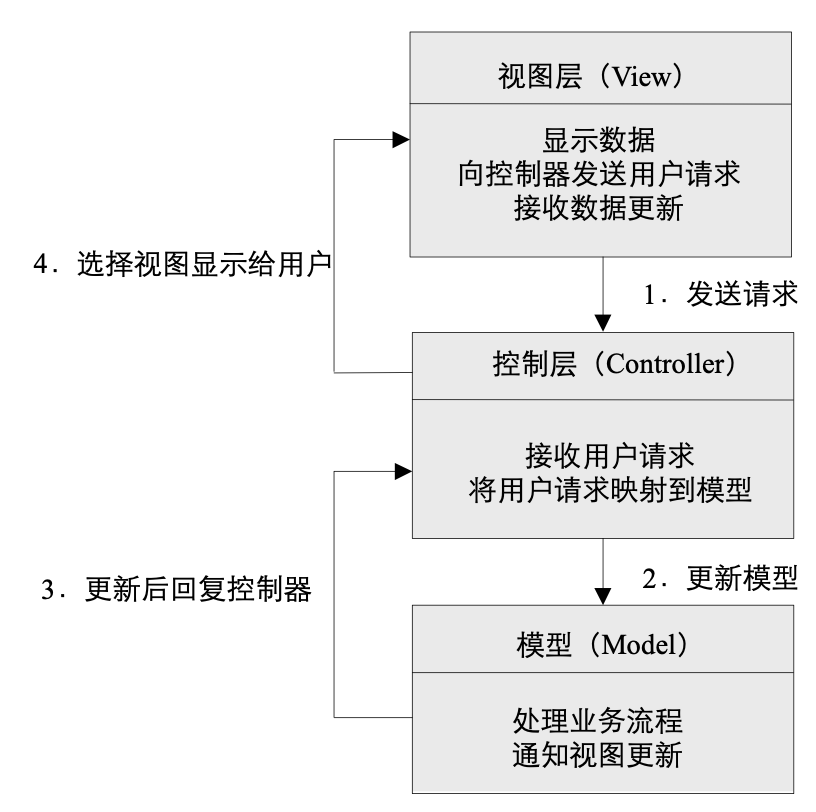 视图层（View）
显示数据
向控制器发送用户请求
接收数据更新
4．选择视图显示给用户
1．发送请求
控制层（Controller）
接收用户请求
将用户请求映射到模型
3．更新后回复控制器
2．更新模型
模型（Model）
处理业务流程
通知视图更新